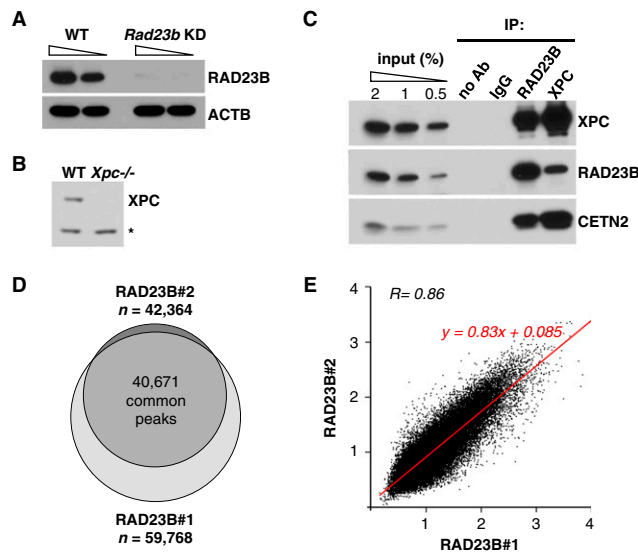 A
WT
Rad23b KD
RAD23B
ACTB
B
WT Xpc-/-
XPC
*
C
IP:
input (%)
no Ab
IgG
RAD23B
XPC
2 1 0.5
XPC
RAD23B
CETN2
D
RAD23B#2
n = 42,364
40,671
common
peaks
RAD23B#1
n = 59,768
E
R= 0.86
y = 0.83x + 0.085
RAD23B#2
4
3
2
1
1 2 3 4
RAD23B#1